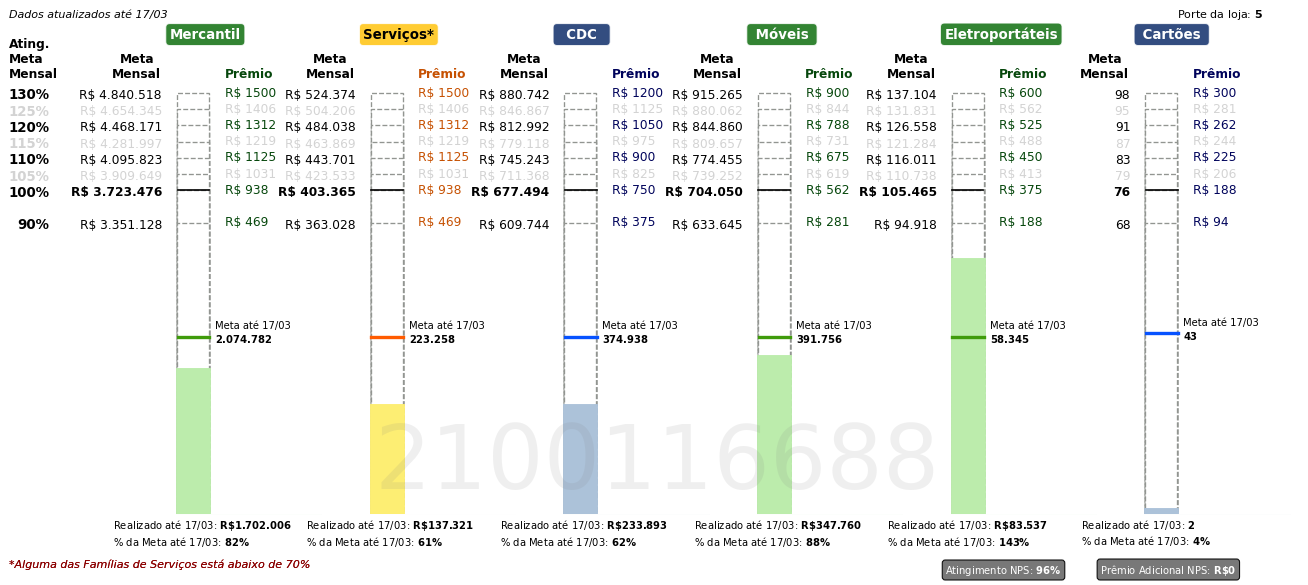 Dados atualizados até 17/03 Porte da loja: 5
Mercantil Serviços* CDC Móveis Eletroportáteis Cartões
Ating. Meta Mensal
Meta Mensal Prêmio Meta Mensal Prêmio Meta Mensal Prêmio Meta Mensal Prêmio Meta Mensal Prêmio Meta Mensal Prêmio
130% R$ 4.840.518 R$ 1500 R$ 524.374 R$ 1500 R$ 880.742 R$ 1200 R$ 915.265 R$ 900 R$ 137.104 R$ 600 98 R$ 300
125% R$ 4.654.345 R$ 1406 R$ 504.206 R$ 1406 R$ 846.867 R$ 1125 R$ 880.062 R$ 844 R$ 131.831 R$ 562 95 R$ 281
120% R$ 4.468.171 R$ 1312 R$ 484.038 R$ 1312 R$ 812.992 R$ 1050 R$ 844.860 R$ 788 R$ 126.558 R$ 525 91 R$ 262
115% R$ 4.281.997 R$ 1219 R$ 463.869 R$ 1219 R$ 779.118 R$ 975 R$ 809.657 R$ 731 R$ 121.284 R$ 488 87 R$ 244
110% R$ 4.095.823 R$ 1125 R$ 443.701 R$ 1125 R$ 745.243 R$ 900 R$ 774.455 R$ 675 R$ 116.011 R$ 450 83 R$ 225
105% R$ 3.909.649 R$ 1031 R$ 423.533 R$ 1031 R$ 711.368 R$ 825 R$ 739.252 R$ 619 R$ 110.738 R$ 413 79 R$ 206
100% R$ 3.723.476 R$ 938 R$ 403.365 R$ 938 R$ 677.494 R$ 750 R$ 704.050 R$ 562 R$ 105.465 R$ 375 76 R$ 188
90% R$ 3.351.128 R$ 469 R$ 363.028 R$ 469 R$ 609.744 R$ 375 R$ 633.645 R$ 281 R$ 94.918 R$ 188 68 R$ 94
Meta até 17/03 Meta até 17/03 Meta até 17/03 Meta até 17/03 Meta até 17/03 Meta até 17/03
2.074.782 223.258 374.938 391.756 58.345 43
2100116688
Realizado até 17/03: R$1.702.006 Realizado até 17/03: R$137.321 Realizado até 17/03: R$233.893 Realizado até 17/03: R$347.760 Realizado até 17/03: R$83.537 Realizado até 17/03: 2
% da Meta até 17/03: 82% % da Meta até 17/03: 61% % da Meta até 17/03: 62% % da Meta até 17/03: 88% % da Meta até 17/03: 143% % da Meta até 17/03: 4%
*Alguma das Famílias de Serviços está abaixo de 70% Atingimento NPS: 96% Prêmio Adicional NPS: R$0